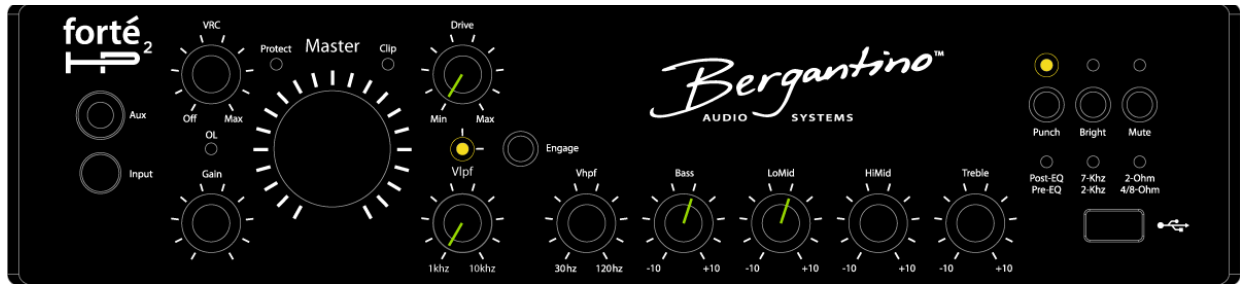 forté
HP 2
VRC
Off Max
OL
Gain
Aux
Input
Protect Master Clip
Drive
Min Max
Engage
Vlpf
1khz 10khz
Bergantino™
AUDIO SYSTEMS
Vhpf
30hz 120hz
Bass
-10 +10
LoMid
-10 +10
HiMid
-10 +10
Treble
-10 +10
Punch Bright Mute
Post-EQ 7-Khz 2-Ohm
Pre-EQ 2-Khz 4/8-Ohm